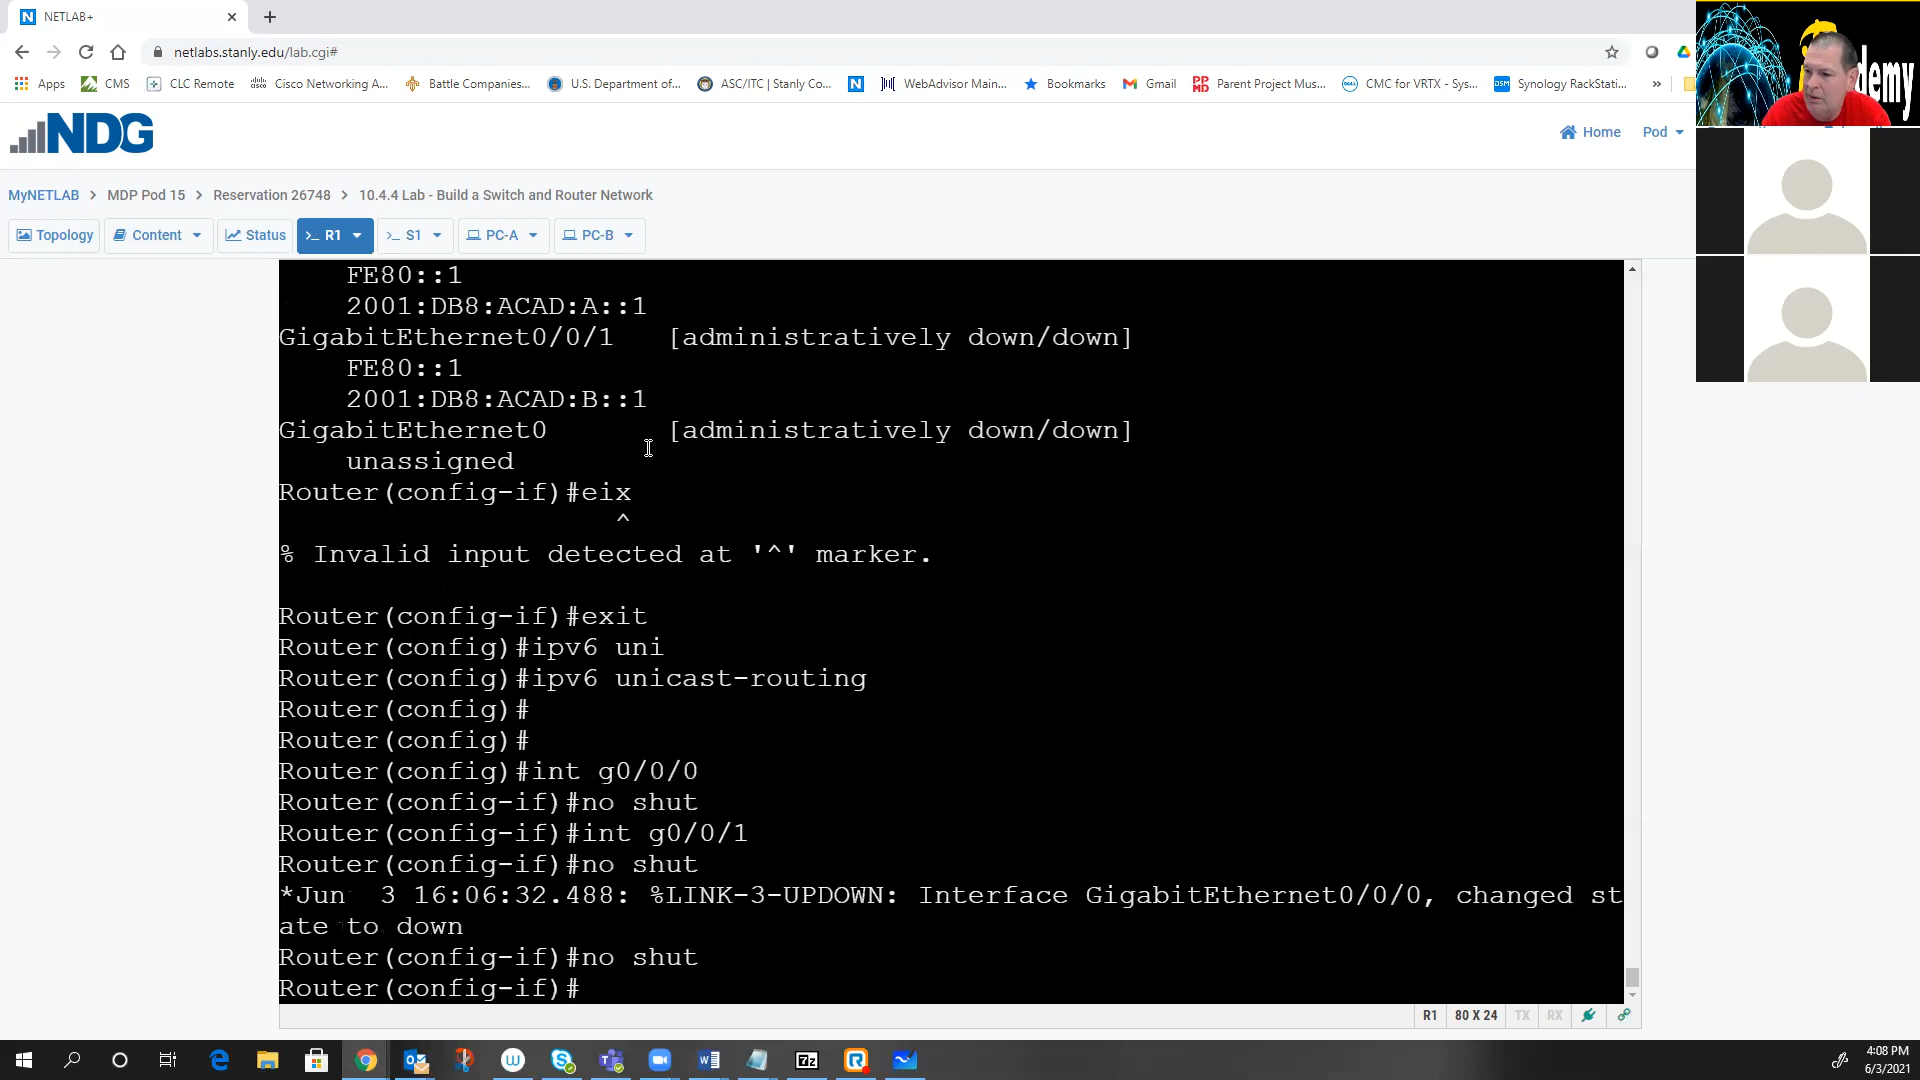 NETLAB+
netlabs.stanly.edu/lab.cgi#
Apps CMS CLC Remote Cisco Networking A... Battle Companies... U.S. Department of... ASC/ITC | Stanly Co... WebAdvisor Main... Bookmarks Gmail Parent Project Mus... CMC for VRTX - Sys... Synology RackStati... »
NDG
Home Pod
MyNETLAB > MDP Pod 15 > Reservation 26748 > 10.4.4 Lab - Build a Switch and Router Network
Topology Content Status R1 S1 PC-A PC-B
FE80::1
2001:DB8:ACAD:A::1
GigabitEthernet0/0/1 [administratively down/down]
FE80::1
2001:DB8:ACAD:B::1
GigabitEthernet0 [administratively down/down]
unassigned
Router(config-if)#eix
^
% Invalid input detected at '^' marker.
Router(config-if)#exit
Router(config)#ipv6 uni
Router(config)#ipv6 unicast-routing
Router(config)#
Router(config)#
Router(config)#int g0/0/0
Router(config-if)#no shut
Router(config-if)#int g0/0/1
Router(config-if)#no shut
*Jun 3 16:06:32.488: %LINK-3-UPDOWN: Interface GigabitEthernet0/0/0, changed st
ate to down
Router(config-if)#no shut
Router(config-if)#
R1 80 X 24 TX RX
4:08 PM
6/3/2021